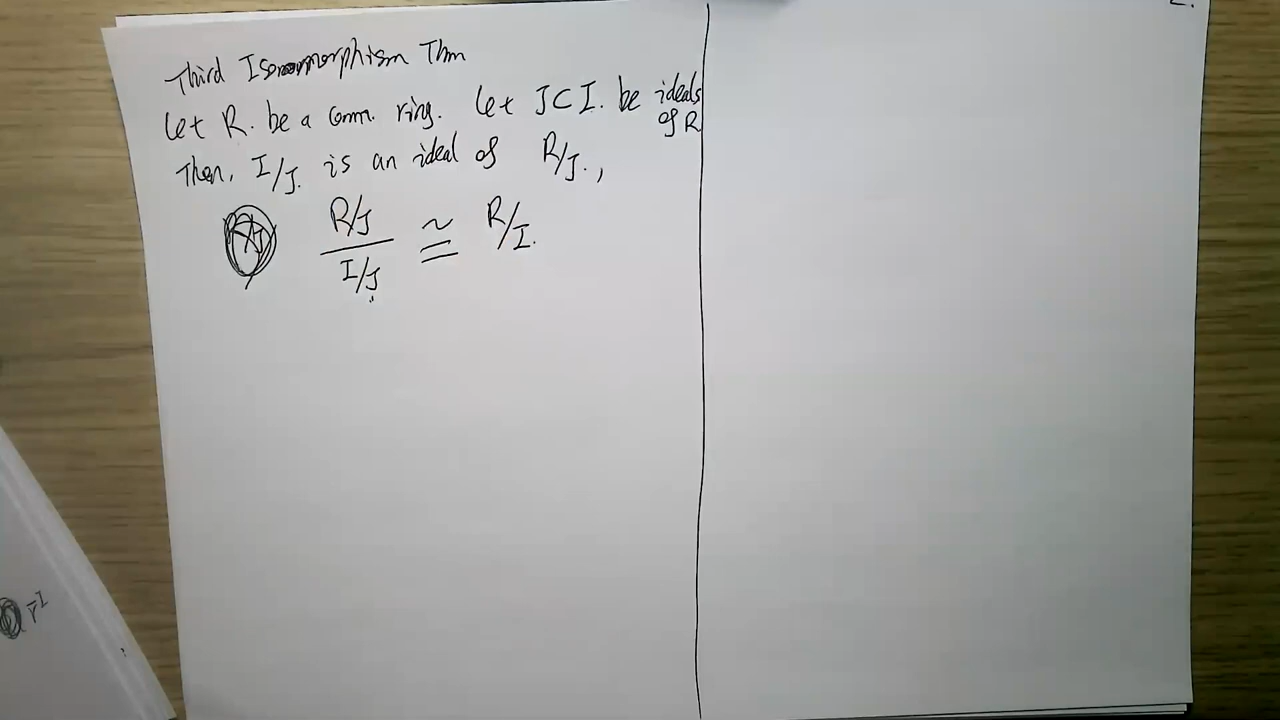 Third Isomorphism Thm
Let R. be a comm. ring. Let J⊂I. be ideals
of R
Then, I/J. is an ideal of R/J.,
R/J
I/J
≅ R/I.